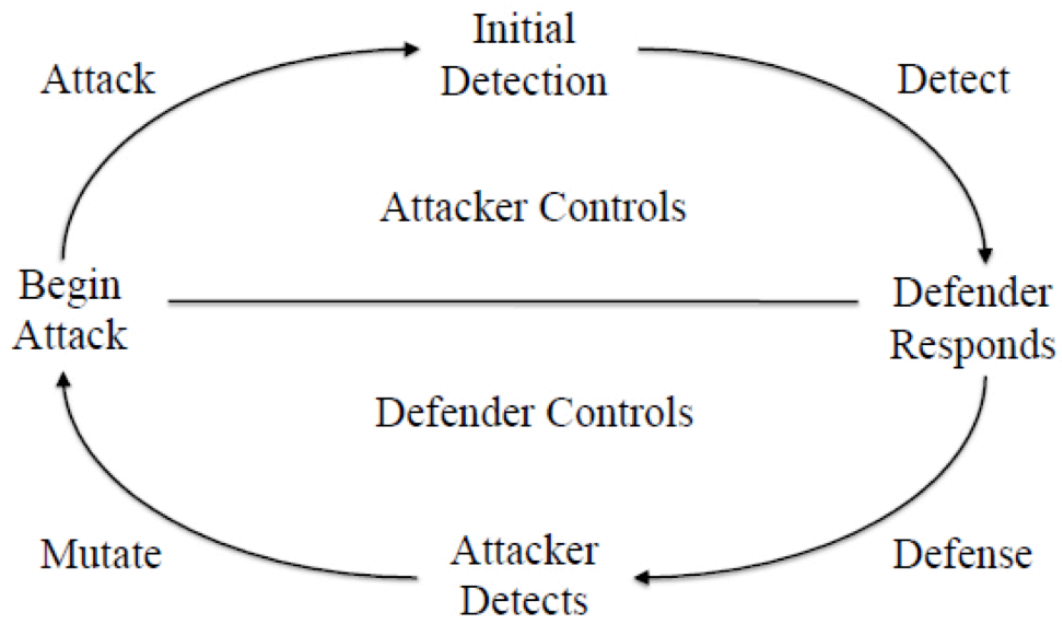 Initial
Detection
Attack
Detect
Attacker Controls
Begin
Attack
Defender
Responds
Defender Controls
Mutate
Attacker
Detects
Defense